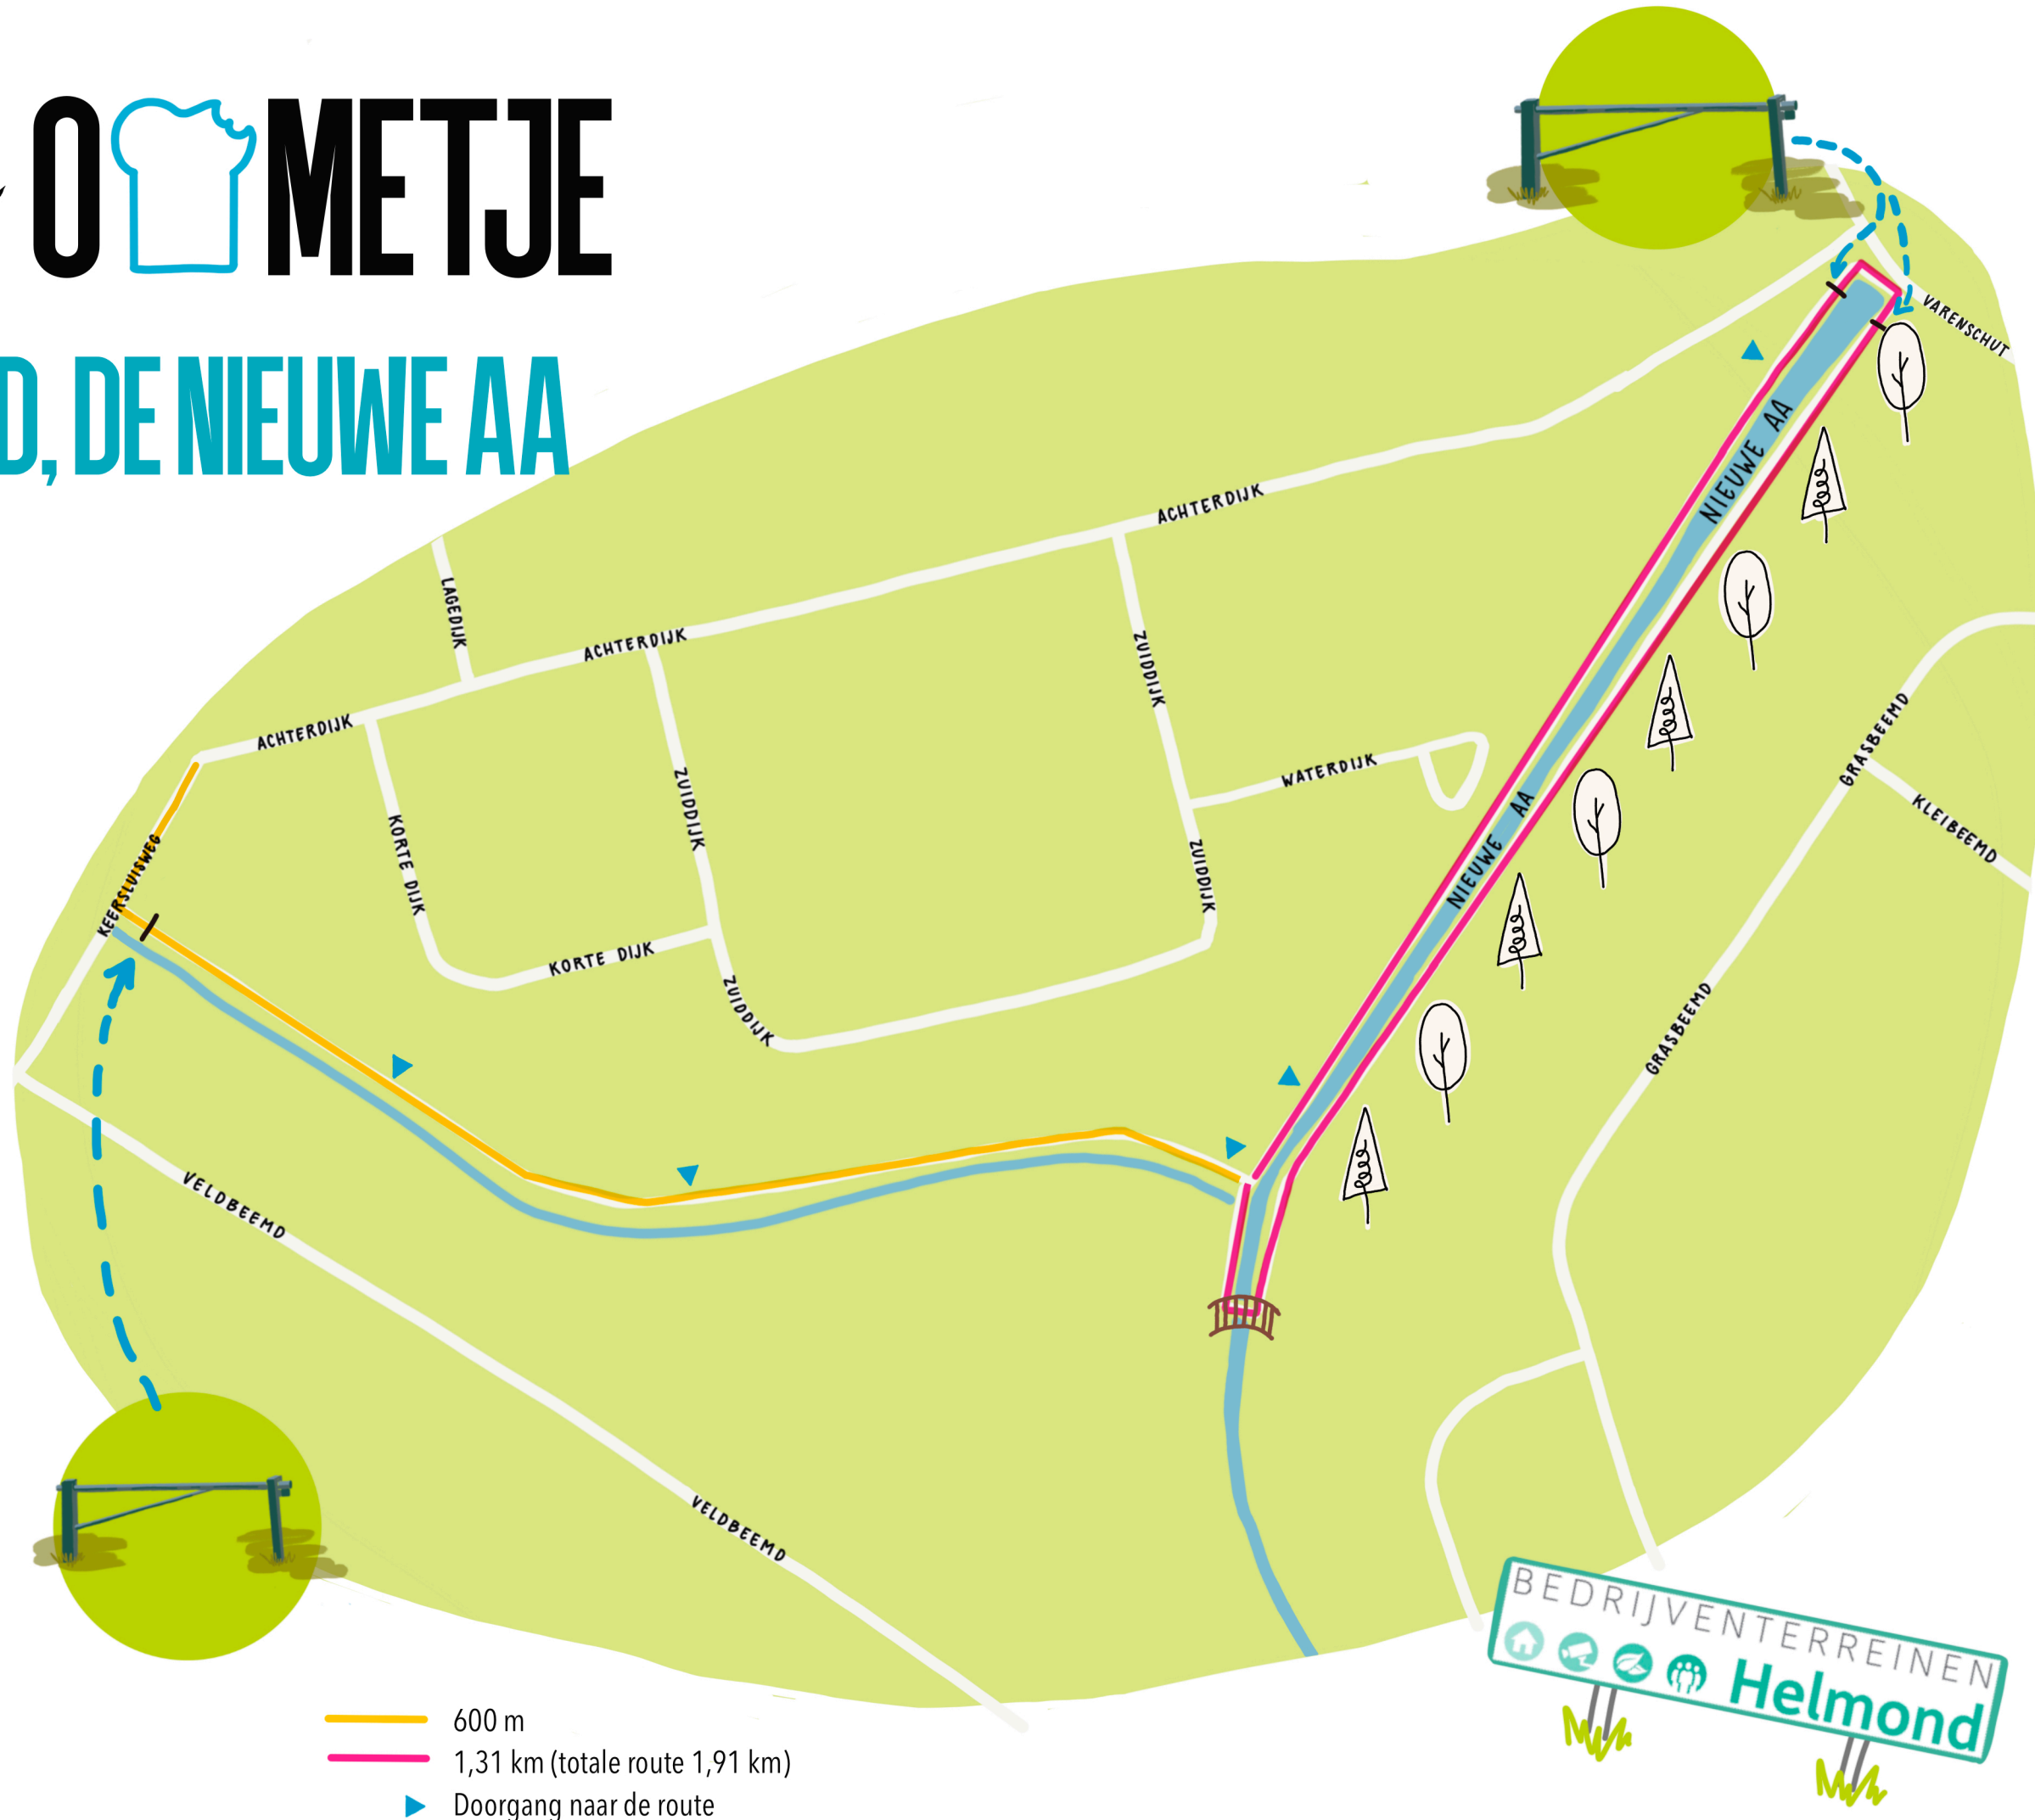 O METJE
D, DE NIEUWE AA
VARENSCHUT
NIEUWE AA
ACHTERDIJK
LAGEDIJK
ACHTERDIJK
ZUIDDIJK
ACHTERDIJK
GRASBEEMD
WATERDIJK
ZUIDDIJK
KLEIBEEMD
NIEUWE AA
KORTE DIJK
ZUIDDIJK
KEERSLUISWEG
KORTE DIJK
ZUIDDIJK
GRASBEEMD
VELDBEEMD
VELDBEEMD
BEDRIJVENTERREINEN
Helmond
600 m
1,31 km (totale route 1,91 km)
Doorgang naar de route